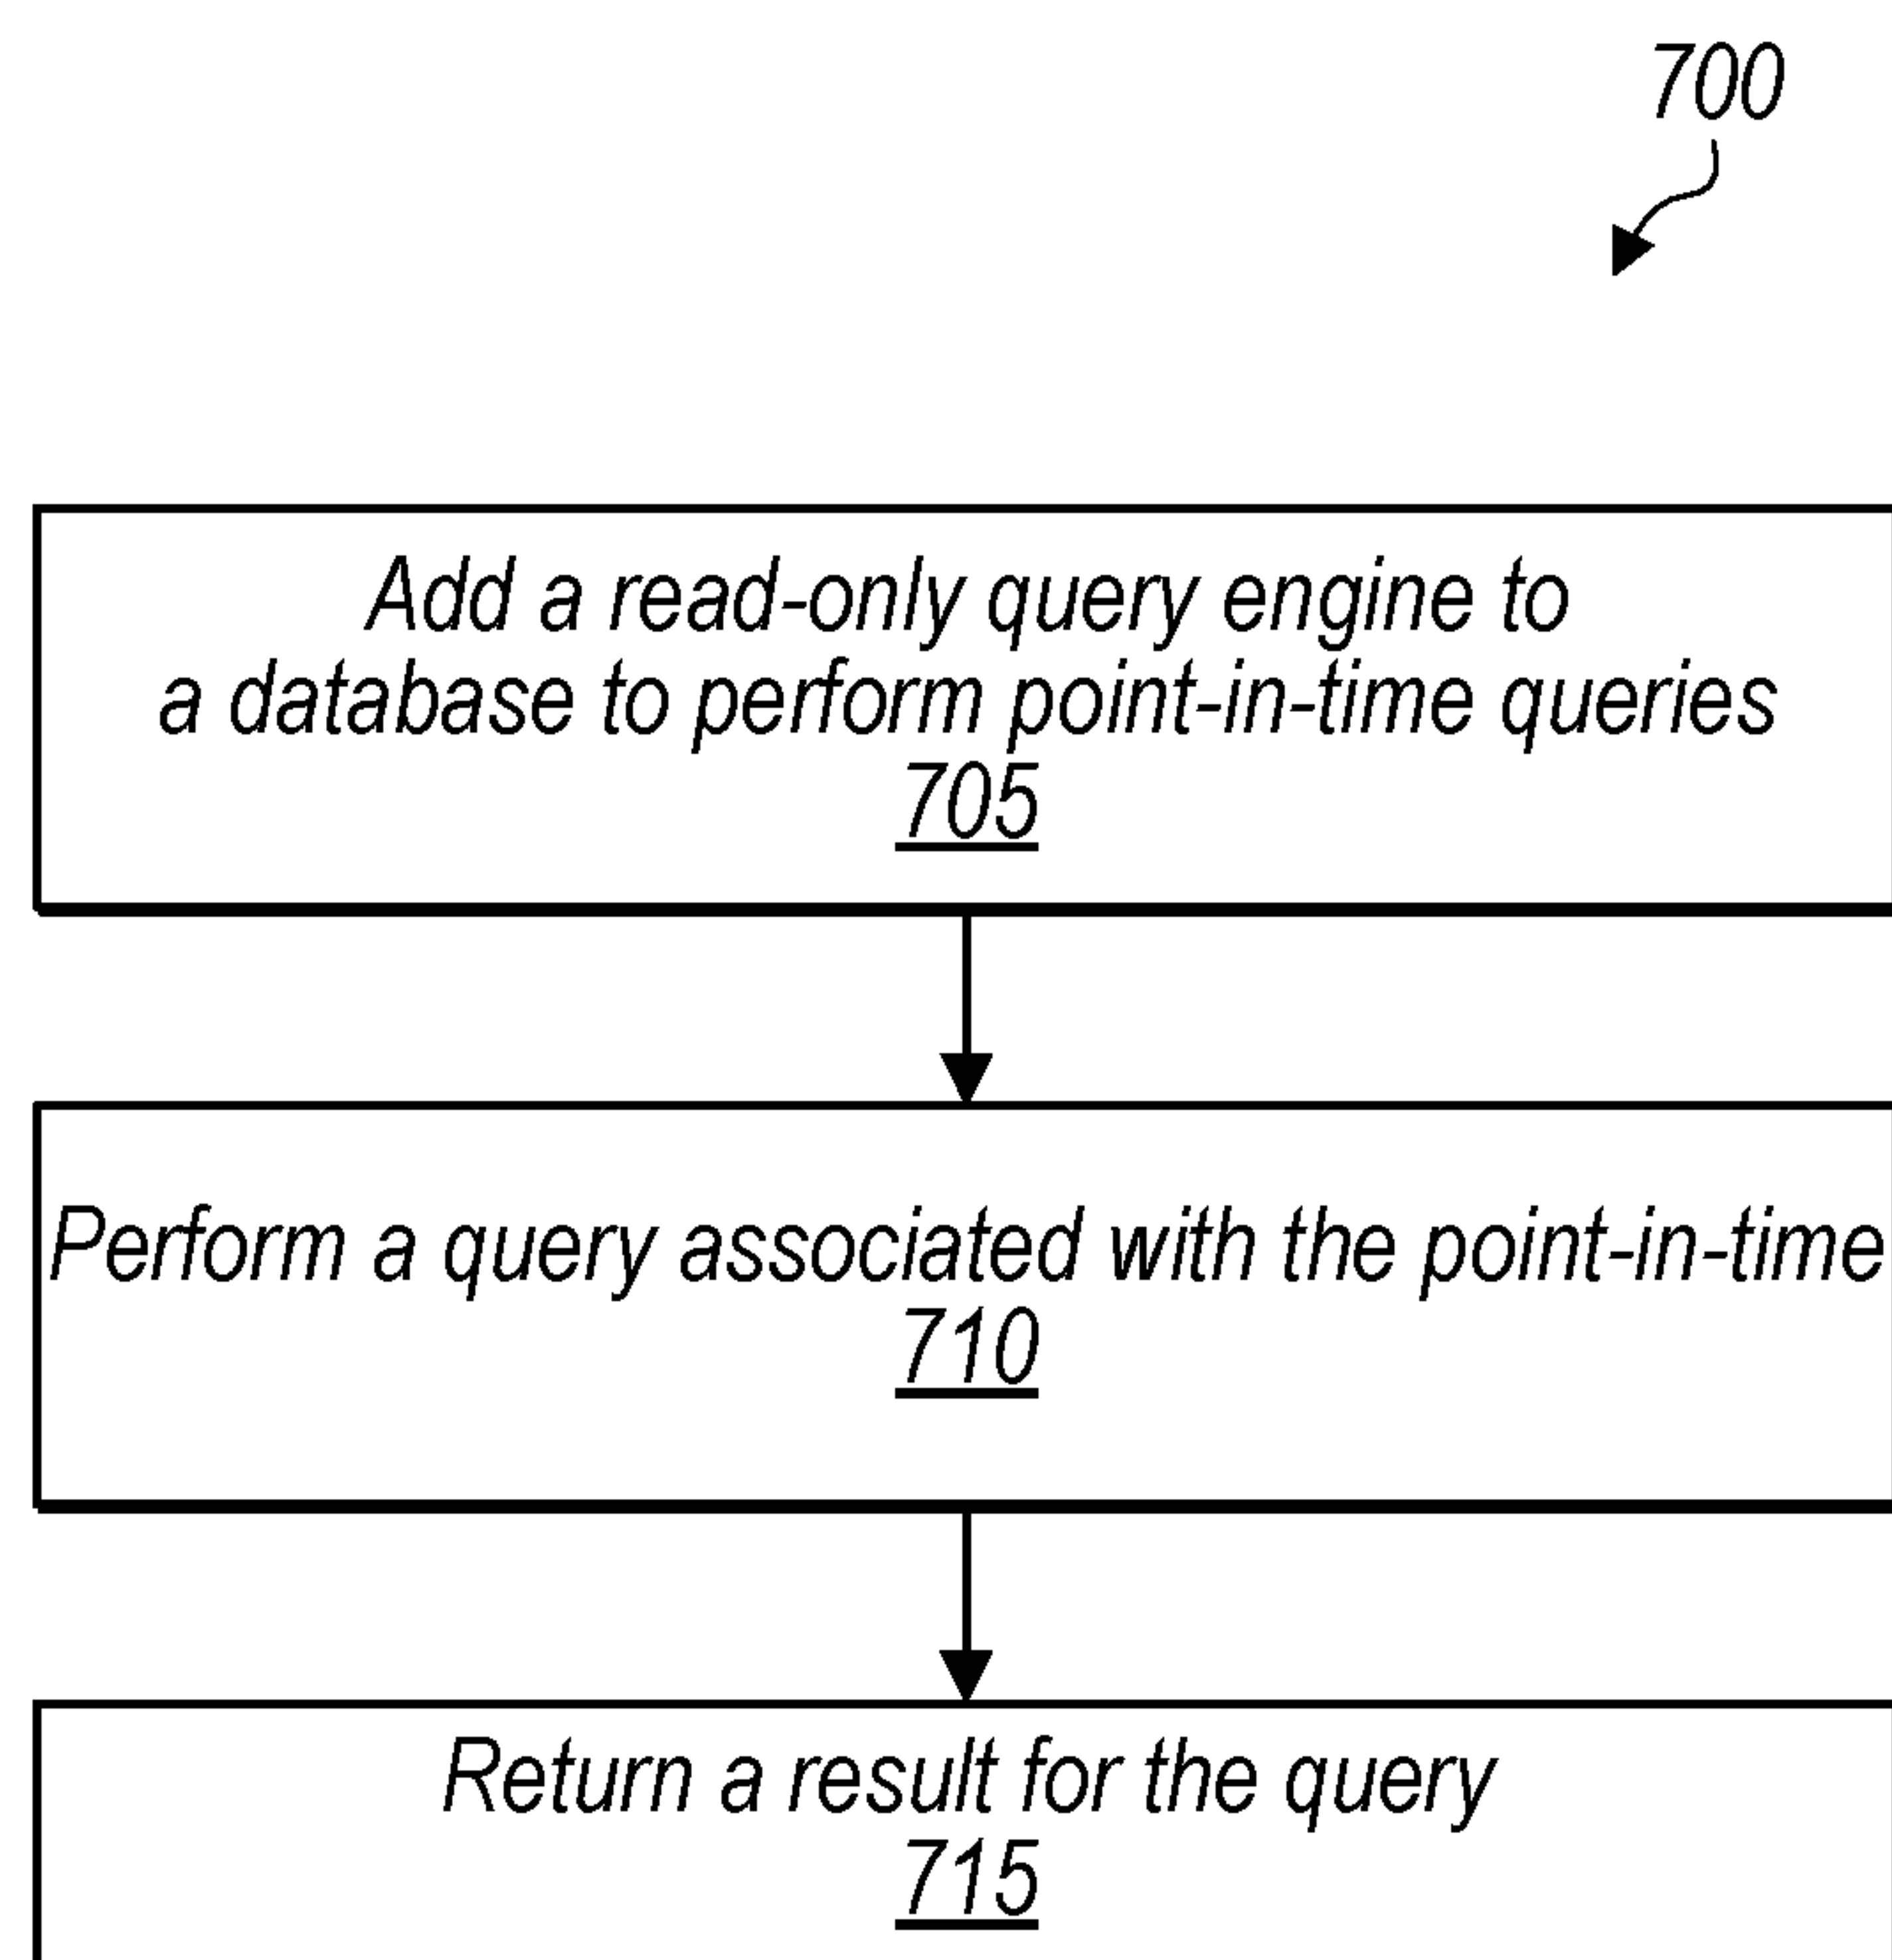 700
Add a read-only query engine to
a database to perform point-in-time queries
705
Perform a query associated with the point-in-time
710
Return a result for the query
715